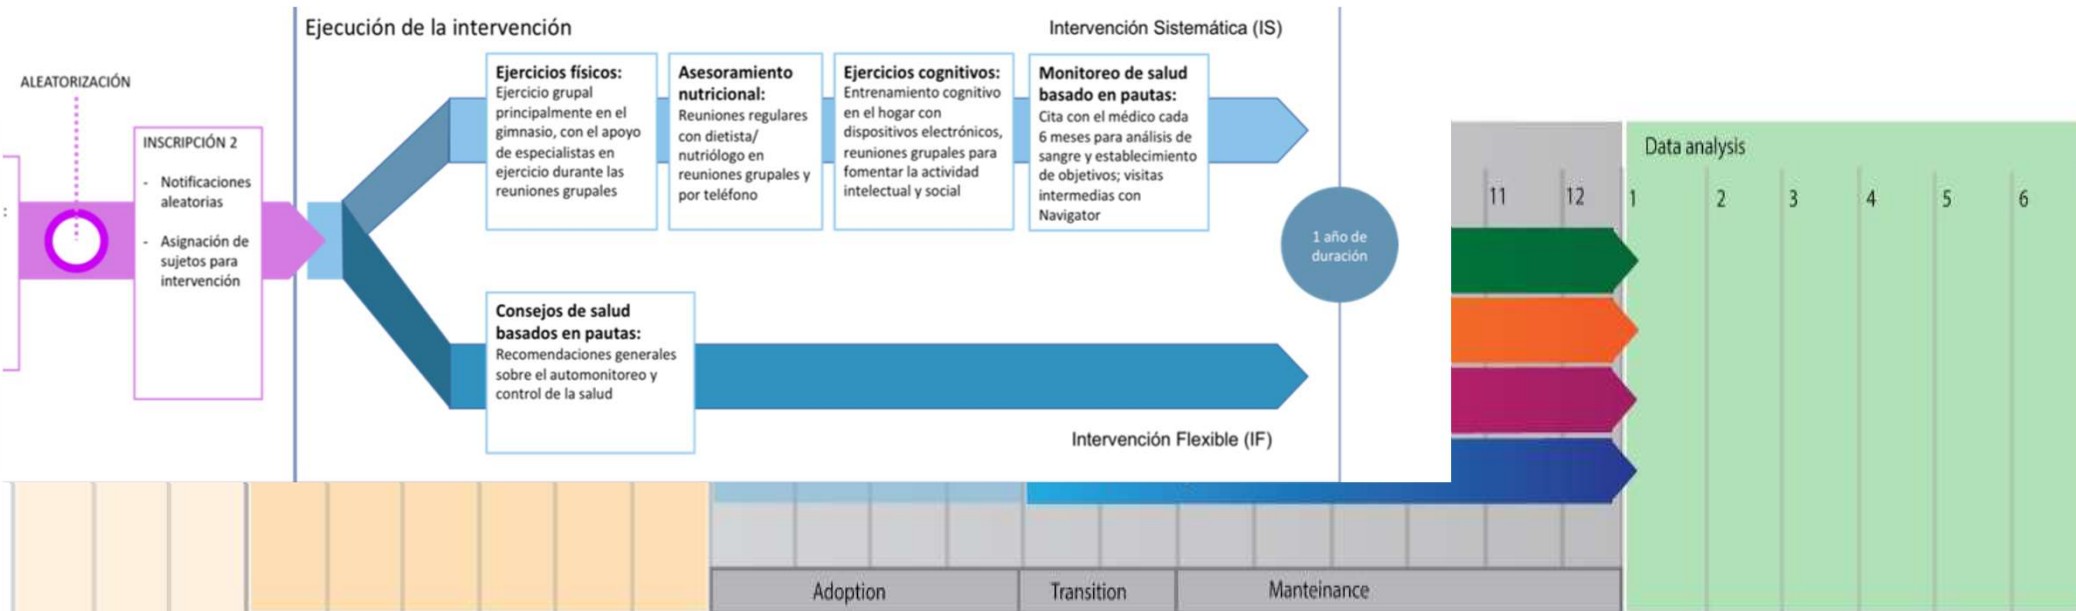 Ejecución de la intervención
Intervención Sistemática (IS)
ALEATORIZACIÓN
:
INSCRIPCIÓN 2
- Notificaciones
aleatorias
- Asignación de
sujetos para
intervención
Ejercicios físicos:
Ejercicio grupal
principalmente en el
gimnasio, con el apoyo
de especialistas en
ejercicio durante las
reuniones grupales
Asesoramiento
nutricional:
Reuniones regulares
con dietista/
nutriólogo en
reuniones grupales y
por teléfono
Ejercicios cognitivos:
Entrenamiento cognitivo
en el hogar con
dispositivos electrónicos,
reuniones grupales para
fomentar la actividad
intelectual y social
Monitoreo de salud
basado en pautas:
Cita con el médico cada
6 meses para análisis de
sangre y establecimiento
de objetivos; visitas
intermedias con
Navigator
1 año de
duración
Consejos de salud
basados en pautas:
Recomendaciones generales
sobre el automonitoreo y
control de la salud
Intervención Flexible (IF)
Data analysis
11 12 1 2 3 4 5 6
Adoption Transition Manteinance